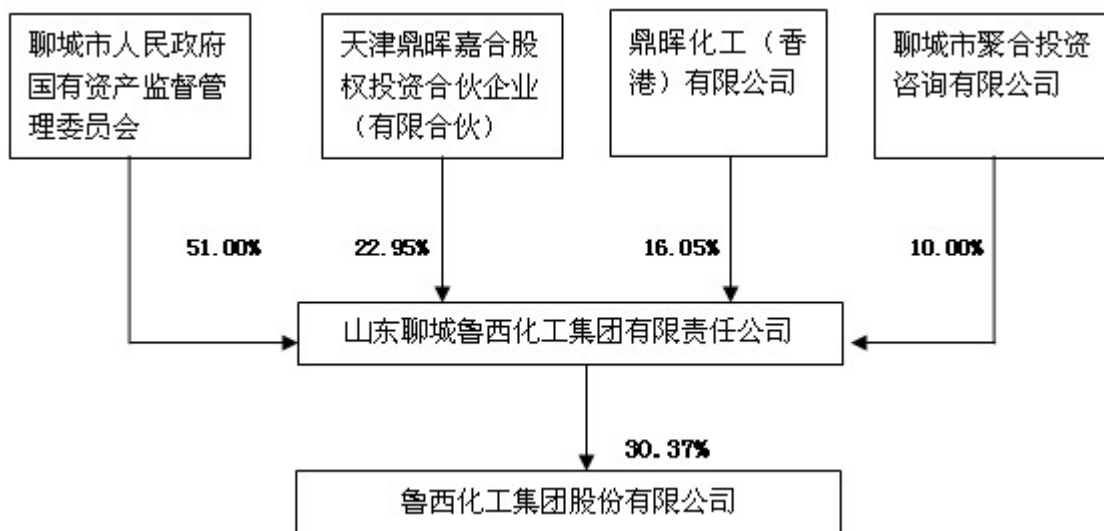 聊城市人民政府
国有资产监督管
理委员会
天津鼎晖嘉合股
权投资合伙企业
（有限合伙）
鼎晖化工（香
港）有限公司
聊城市聚合投资
咨询有限公司
51.00%
22.95%
16.05%
10.00%
山东聊城鲁西化工集团有限责任公司
30.37%
鲁西化工集团股份有限公司